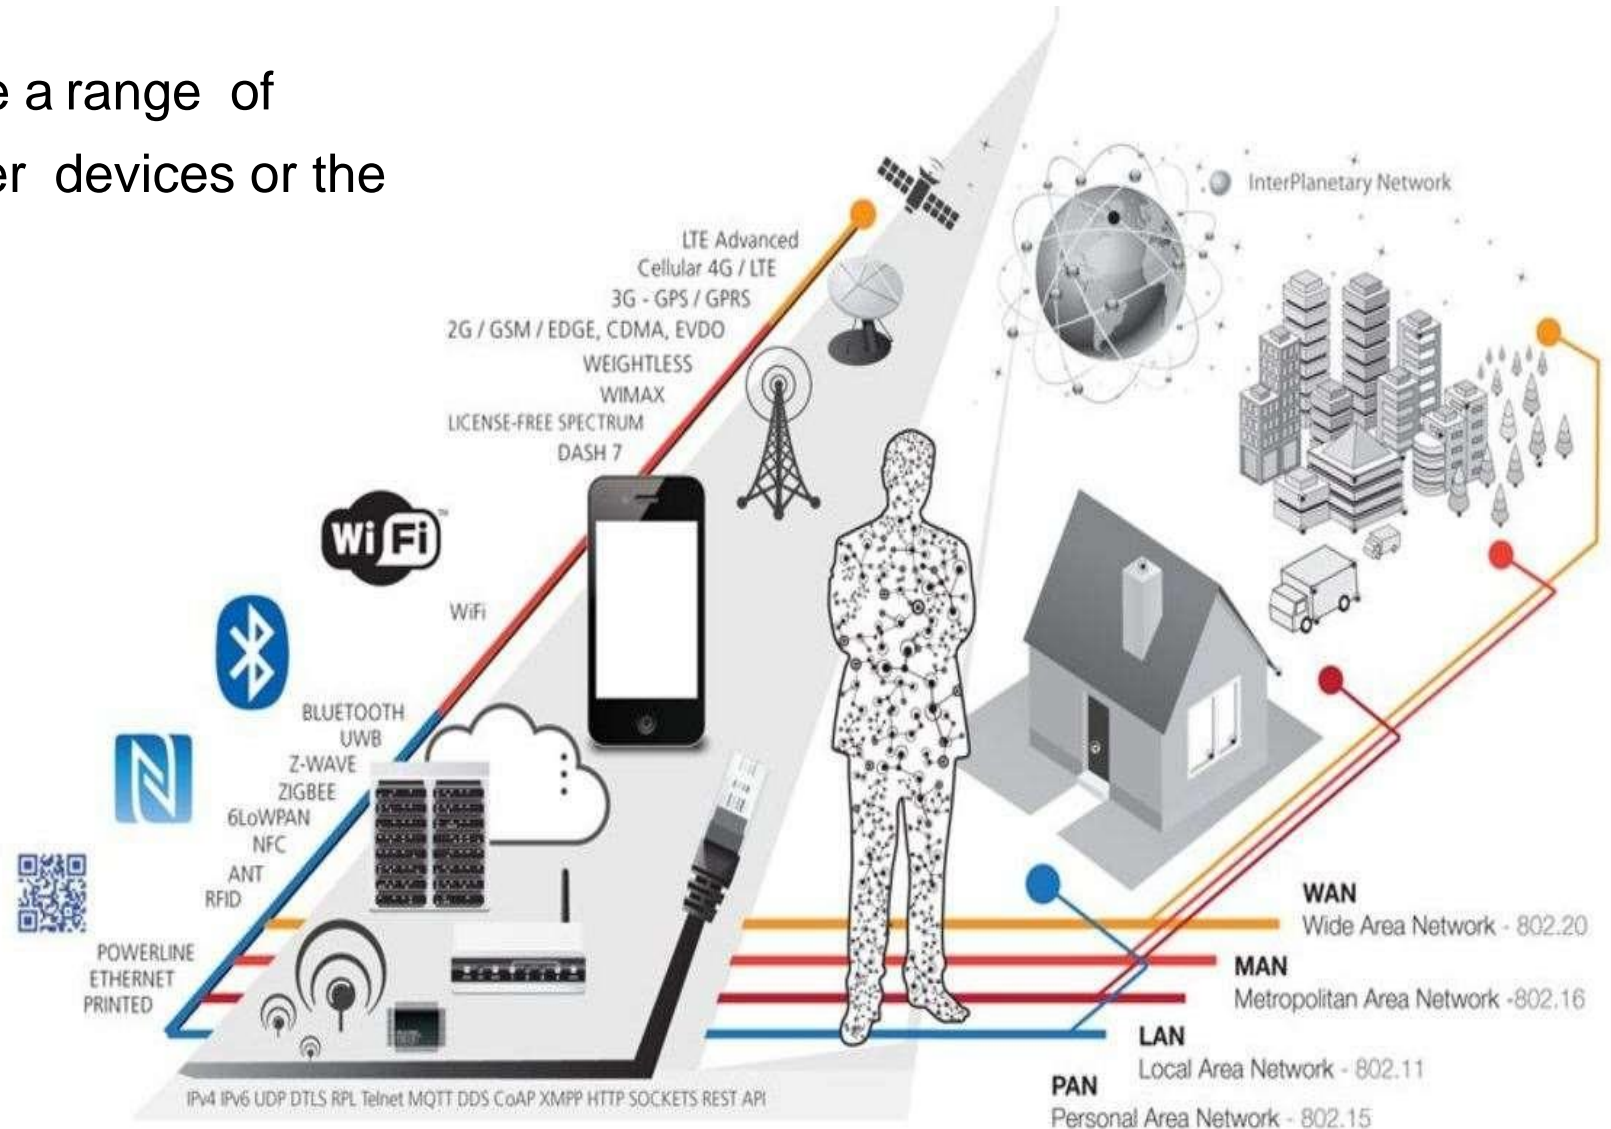 e a range of
er devices or the
InterPlanetary Network
LTE Advanced
Cellular 4G / LTE
3G - GPS / GPRS
2G / GSM / EDGE, CDMA, EVDO
WEIGHTLESS
WIMAX
LICENSE-FREE SPECTRUM
DASH 7
WiFi™
WiFi
BLUETOOTH
UWB
Z-WAVE
ZIGBEE
6LoWPAN
NFC
ANT
RFID
POWERLINE
ETHERNET
PRINTED
WAN
Wide Area Network - 802.20
MAN
Metropolitan Area Network -802.16
LAN
Local Area Network - 802.11
PAN
Personal Area Network - 802.15
IPv4 IPv6 UDP DTLS RPL Telnet MQTT DDS CoAP XMPP HTTP SOCKETS REST API